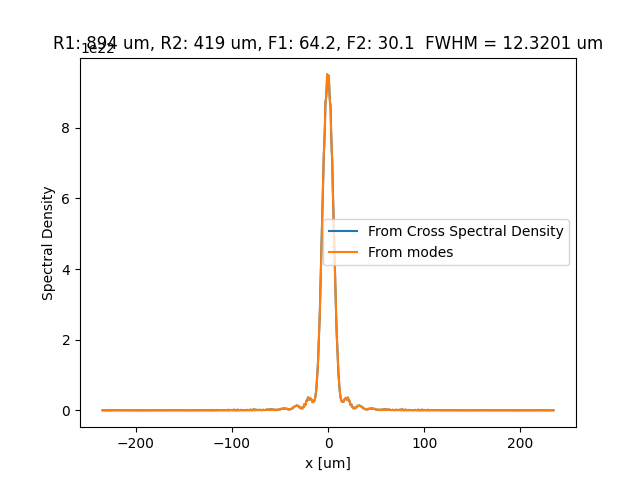 R1: 894 um, R2: 419 um, F1: 64.2, F2: 30.1  FWHM = 12.3201 um
1e22
8
6
4
2
0
Spectral Density
From Cross Spectral Density
From modes
−200
−100
0
100
200
x [um]